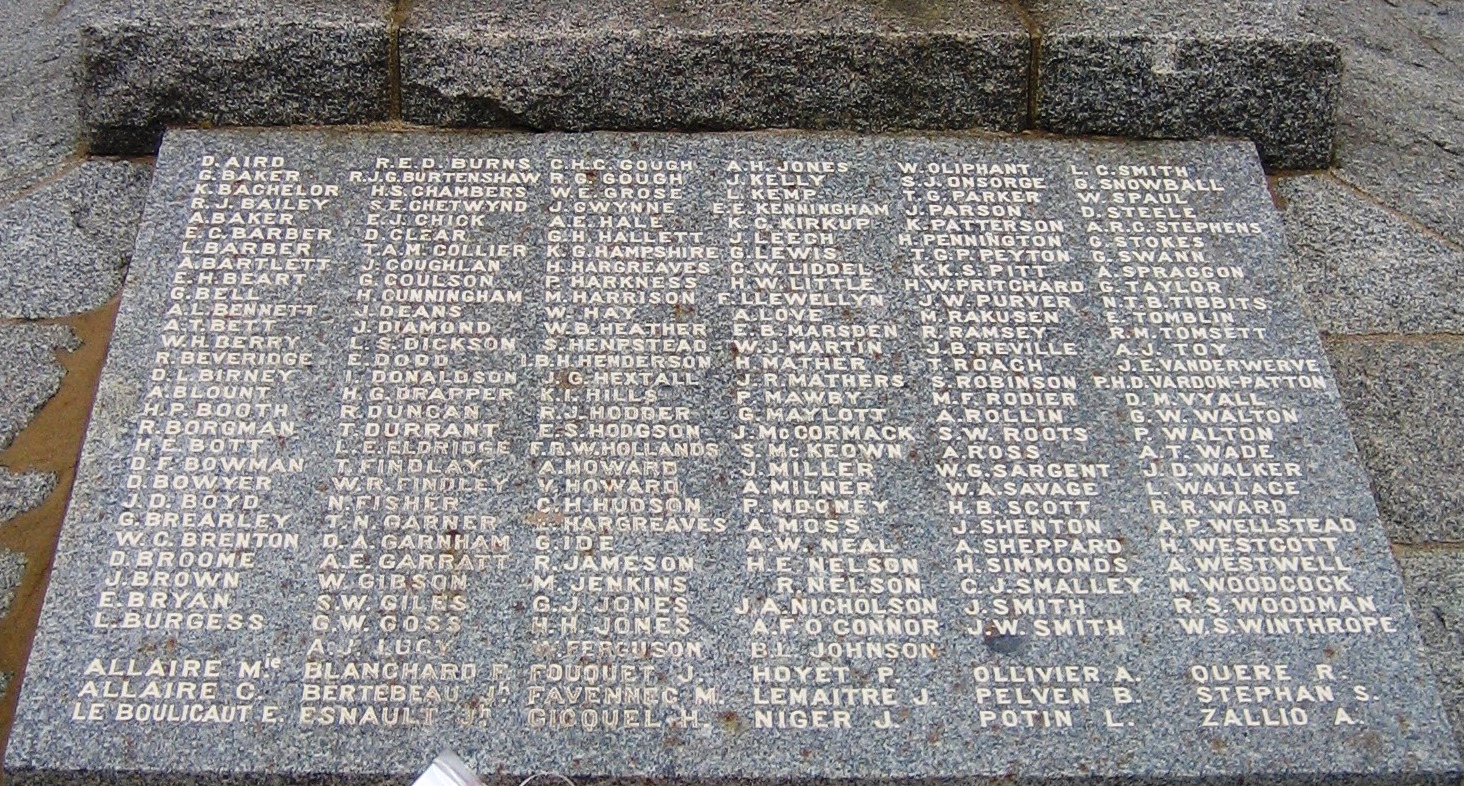 D. AIRD
G. BAKER
K. BACHELOR
R.J. BAILEY
A. BAKER
E.C. BARBER
L. BARBER
A. BARTLETT
E.H. BEART
G. BELL
A.L. BENNETT
A.T. BETT
W.H. BERRY
R. BEVERIDGE
D.L. BIRNEY
A. BLOUNT
H.P. BOOTH
R. BORGMAN
H.E. BOTT
D.F. BOWMAN
D. BOWYER
J.D. BOYD
G. BREARLEY
W.C. BRENTON
D. BROOME
J. BROWN
E. BRYAN
L. BURGESS
R.E.D. BURNS
R.J.G. BURTENSHAW
H.S. CHAMBERS
S.E. CHETWYND
E.J. CHICK
D. CLEAR
T.A.M. COLLIER
J. COUGHLAN
G. COULSON
H. CUNNINGHAM
J. DEANS
J. DIAMOND
L.S. DICKSON
E. DODD
I. DONALDSON
H.G. DRAPPER
R. DUNCAN
T. DURRANT
L.E. ELDRIDGE
T. FINDLAY
W.R. FINDLEY
N. FISHER
T.N. GARNER
D.A. GARNHAM
A.E. GARRATT
W. GIBSON
S.W. GILES
G.W. GOSS
A.J. LUCY
C.H.C. GOUGH
R.G. GOUGH
W.E. GROSE
J. GWYNNE
A.E. HALE
G.H. HALLETT
K.G. HAMPSHIRE
H. HARGREAVES
P. HARKNESS
M. HARRISON
W. HAY
W.B. HEATHER
S. HENPSTEAD
I.B.H. HENDERSON
J.G. HEXTALL
K.I. HILLS
R.J. HODDER
E.S. HODGSON
F.R.W. HOLLANDS
A. HOWARD
V. HOWARD
C.H. HUDSON
HARGREAVES
G. IDE
R. JAMESON
M. JENKINS
G.J. JONES
H.H. JONES
W. FERGUSON
A.H. JONES
J. KELLY
L. KEMP
E.E. KENNINGHAM
K.C. KIRKUP
J. LEECH
G. LEWIS
C.W. LIDDEL
H.W. LITTLE
F. LLEWELLYN
A. LOVE
E.B. MARSDEN
W.J. MARTIN
H. MATHER
J.R. MATHERS
P. MAWBY
G. MAYLOTT
J. McCORMACK
S. McKEOWN
J. MILLER
A. MILNER
P. MOONEY
A. MOSS
A.W. NEAL
H.E. NELSON
R. NELSON
J.A. NICHOLSON
A.F. O CONNOR
B.L. JOHNSON
W. OLIPHANT
S.J. ONSORGE
T.G. PARKER
J. PARSON
K. PATTERSON
H. PENNINGTON
T.G.P. PEYTON
K.K.S. PITT
H.W. PRITCHARD
J.W. PURVER
M. RAKUSEN
R. RAMSEY
J.B. REVILLE
T. ROACH
S. ROBINSON
M.F. RODIER
A. ROLLIN
S.W. ROOTS
A. ROSS
W.G. SARGENT
W.A. SAVAGE
H.B. SCOTT
J. SHENTON
A. SHEPPARD
H. SIMMONDS
C.J. SMALLEY
J. SMITH
J.W. SMITH
L.C. SMITH
G. SNOWBALL
W. SPAUL
D. STEELE
A.R.C. STEPHENS
G. STOKES
G. SWANN
A. SPRAGGON
G. TAYLOR
N.T.B. TIBBITS
E. TOMBLIN
R.M. TOMSETT
A.J. TOY
J.E. VANDERWERVE
P.H.D. VARDON-PATTON
D.M. VYALL
G.W. WALTON
P. WALTON
A.T. WADE
J.D. WALKER
L. WALLACE
R.R. WARD
A.P. WELLSTEAD
H. WESTCOTT
A. WESTWELL
M. WOODCOCK
R.S. WOODMAN
W.S. WINTHROPE
ALLAIRE M.ie
ALLAIRE C.
LE BOULICAUT E.
BLANCHARD F.
BERTEBEAU Jh
ESNAULT Jh
FOUQUET J.
FAVENNEC M.
GICQUEL H.
HOYET P.
LEMAITRE J.
NIGER J.
OLLIVIER A.
PELVEN B.
POTIN L.
QUERE R.
STEPHAN S.
ZALLIO A.